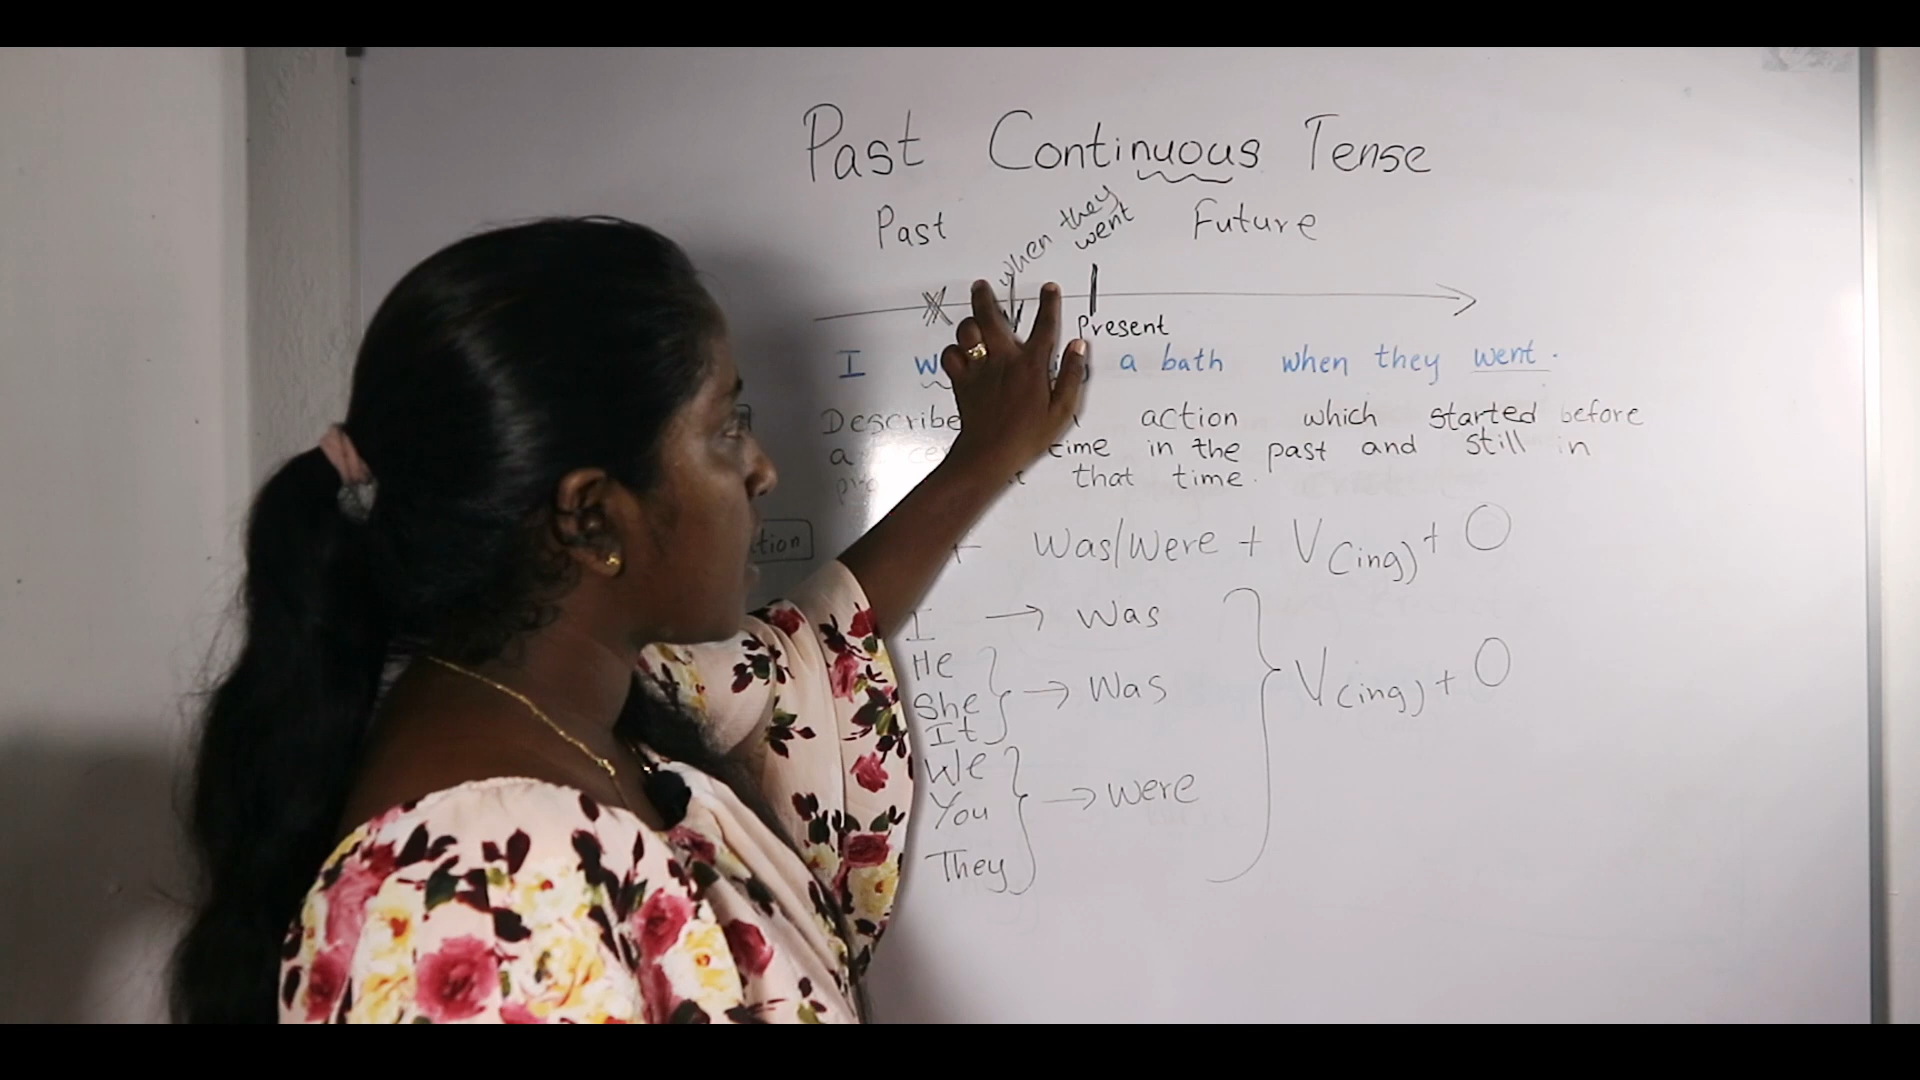 Past Continuous Tense
Past when they went Future
Present
I a bath when they went.
Describe action which started before
a time in the past and still in
that time.
+ Was/Were + V(ing) + O
I → Was
He
She → Was V(ing) + O
It
We
You → Were
They